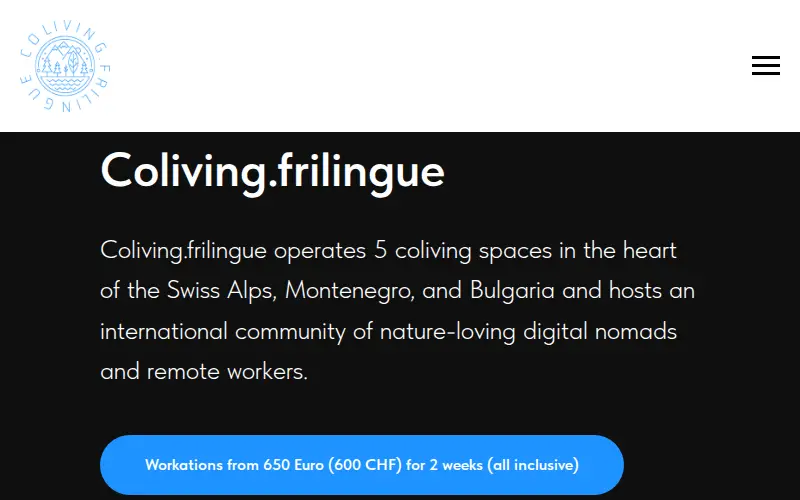 COLIVING.FRILINGUE
Coliving.frilingue
Coliving.frilingue operates 5 coliving spaces in the heart
of the Swiss Alps, Montenegro, and Bulgaria and hosts an
international community of nature-loving digital nomads
and remote workers.
Workations from 650 Euro (600 CHF) for 2 weeks (all inclusive)